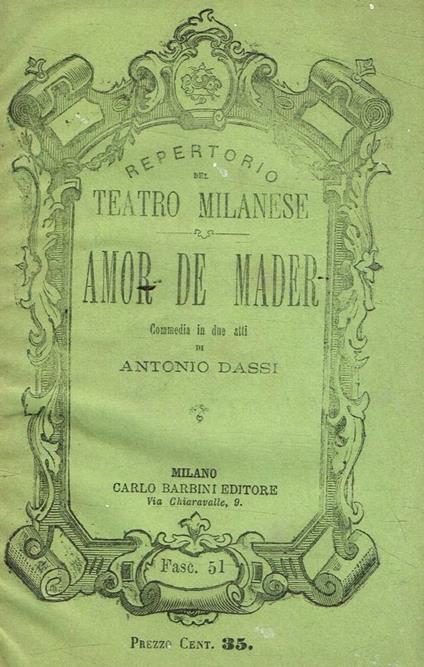 REPERTORIO
DEL
TEATRO MILANESE
AMOR DE MADER
Commedia in due atti
DI
ANTONIO DASSI
MILANO
CARLO BARBINI EDITORE
Via Chiaravalle, 9.
Fasc. 51
PREZZO CENT. 35.